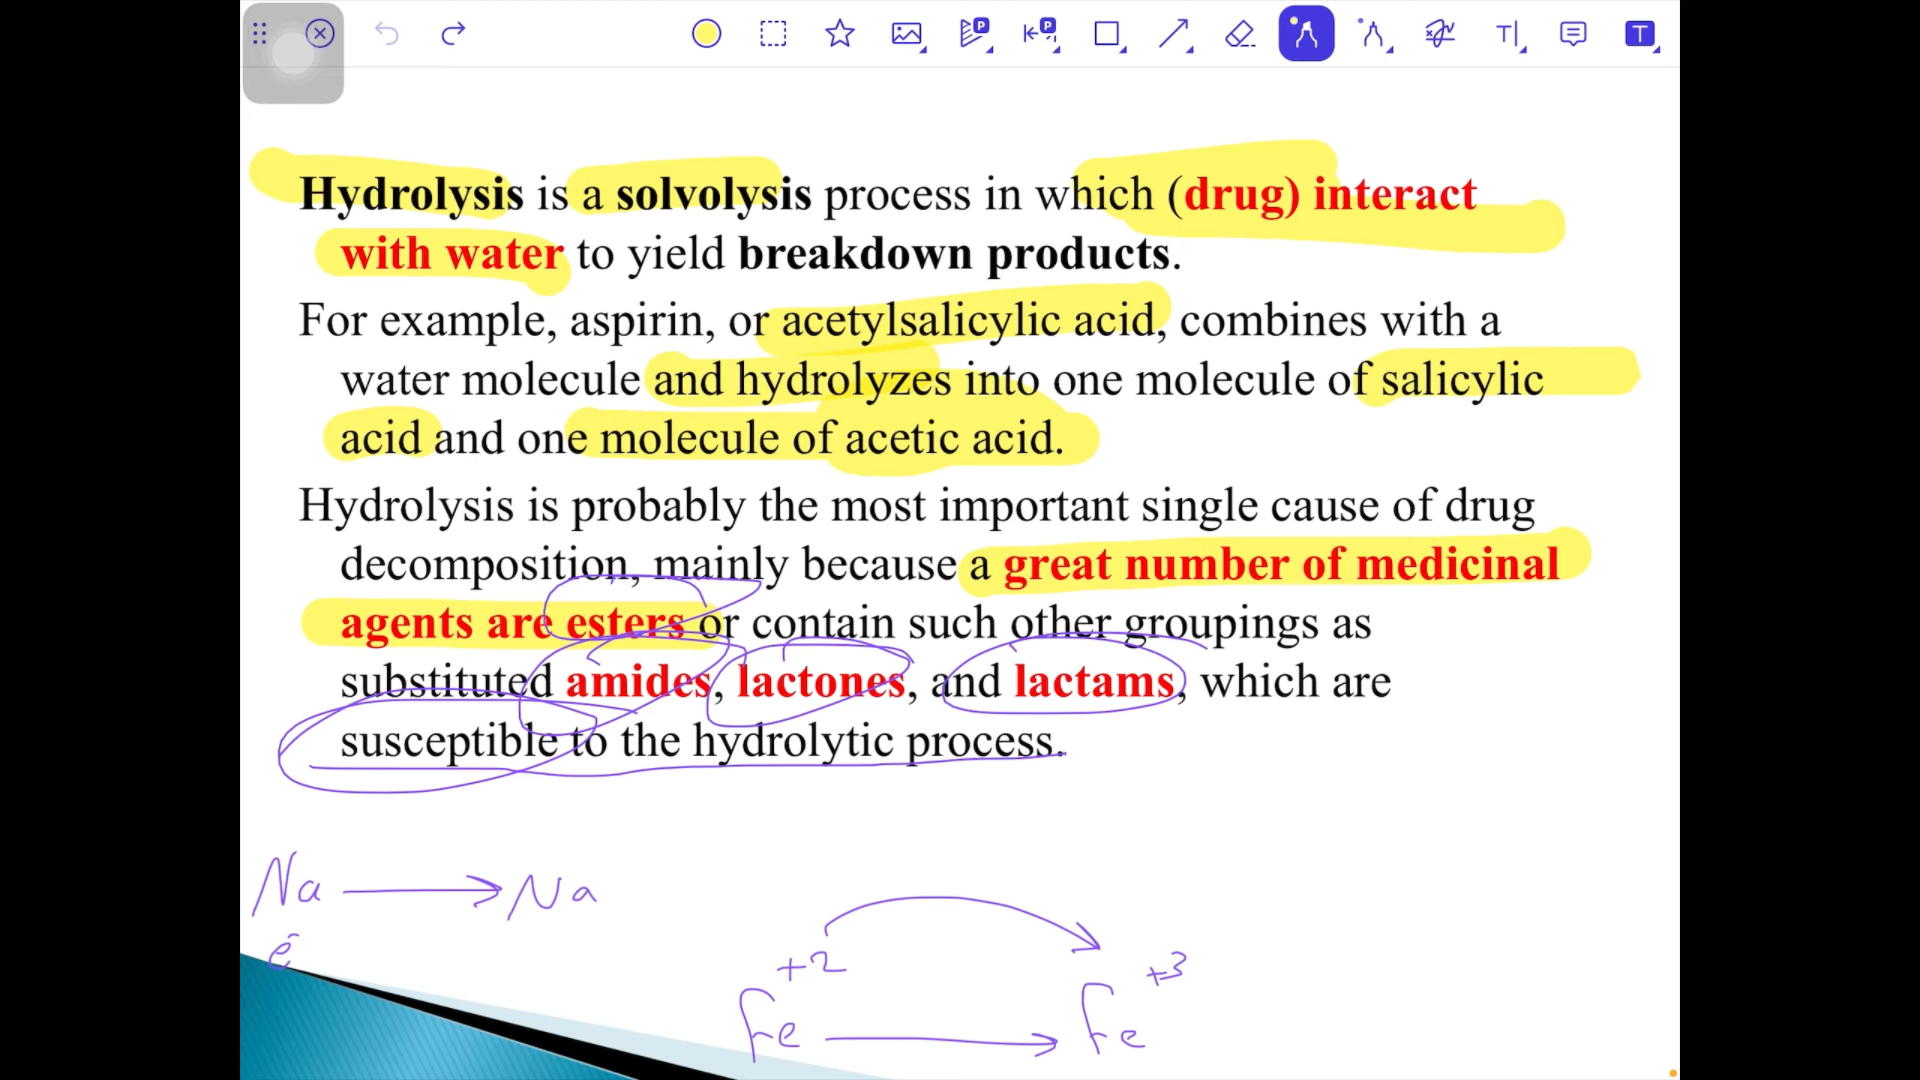 Hydrolysis is a solvolysis process in which (drug) interact
with water to yield breakdown products.
For example, aspirin, or acetylsalicylic acid, combines with a
water molecule and hydrolyzes into one molecule of salicylic
acid and one molecule of acetic acid.
Hydrolysis is probably the most important single cause of drug
decomposition, mainly because a great number of medicinal
agents are esters or contain such other groupings as
substituted amides, lactones, and lactams, which are
susceptible to the hydrolytic process.
Na → Na
e-
+2 +3
Fe → Fe